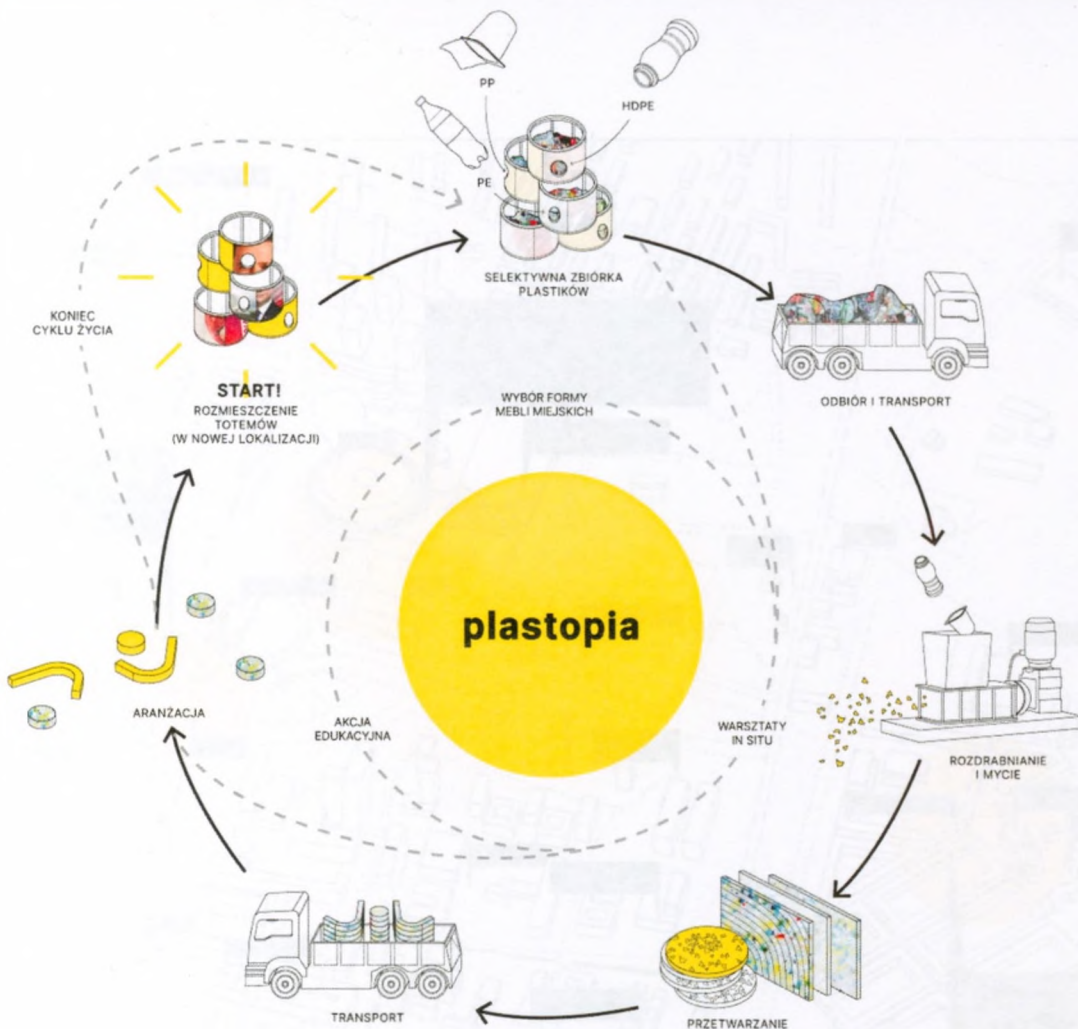 PP
HDPE
PE
SELEKTYWNA ZBIÓRKA
PLASTIKÓW
KONIEC
CYKLU ŻYCIA
START!
ROZMIESZCZENIE
TOTEMÓW
(W NOWEJ LOKALIZACJI)
WYBÓR FORMY
MEBLI MIEJSKICH
ODBIÓR I TRANSPORT
plastopia
ARANŻACJA
AKCJA
EDUKACYJNA
WARSZTATY
IN SITU
ROZDRABNIANIE
I MYCIE
TRANSPORT
PRZETWARZANIE